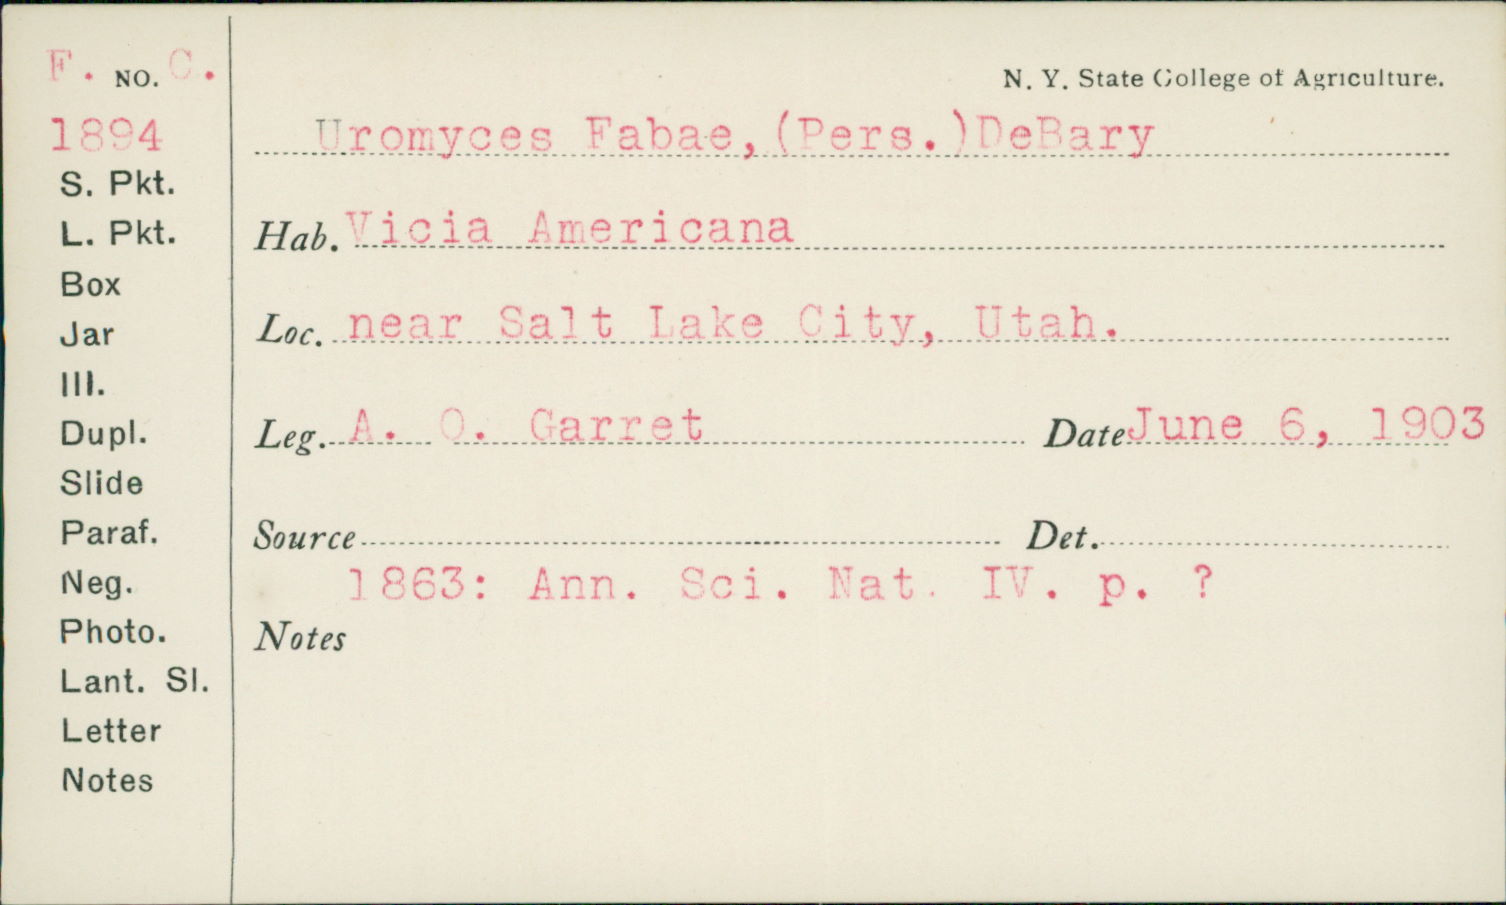 F. NO. C.
1894
S. Pkt.
L. Pkt.
Box
Jar
Ill.
Dupl.
Slide
Paraf.
Neg.
Photo.
Lant. Sl.
Letter
Notes
N. Y. State College of Agriculture.
Uromyces Fabae, (Pers.)DeBary
Hab. Vicia Americana
Loc. near Salt Lake City, Utah.
Leg. A. O. Garret Date June 6, 1903
Source Det.
1863: Ann. Sci. Nat. IV. p. ?
Notes